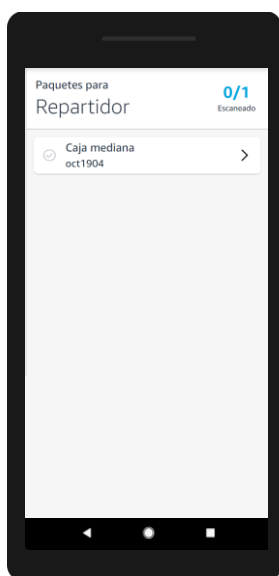 Paquetes para
Repartidor
0/1
Escaneado
Caja mediana
oct1904